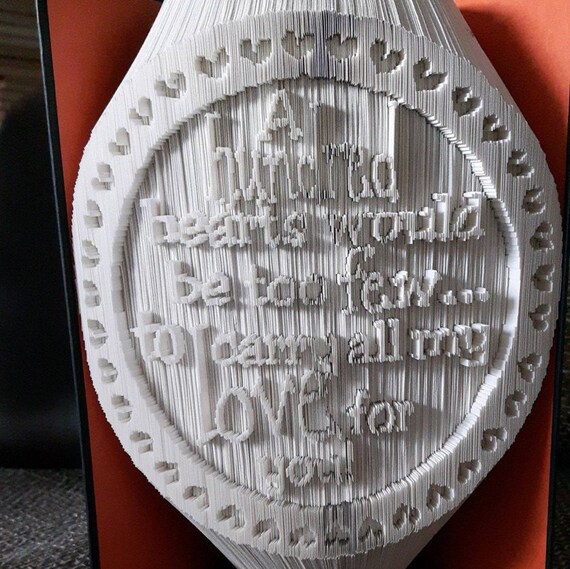 A
hundred
hearts would
be too few...
to carry all my
LOVE for
you!